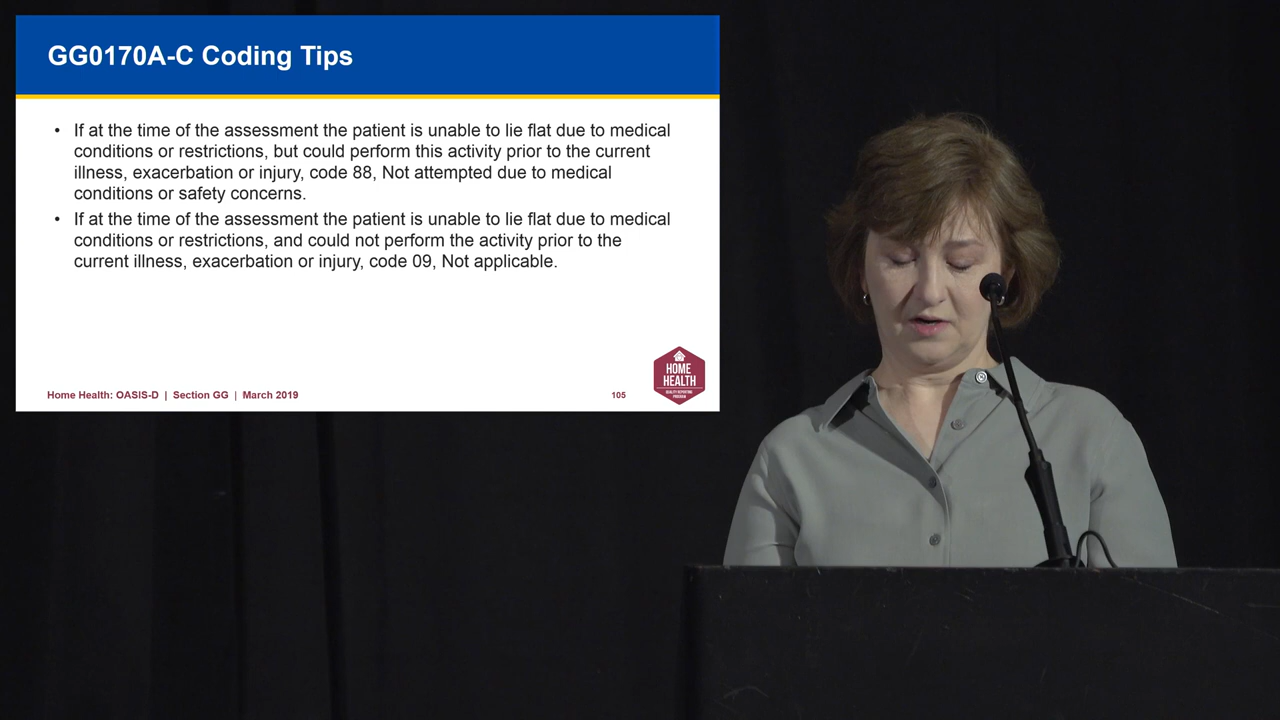 GG0170A-C Coding Tips
• If at the time of the assessment the patient is unable to lie flat due to medical
conditions or restrictions, but could perform this activity prior to the current
illness, exacerbation or injury, code 88, Not attempted due to medical
conditions or safety concerns.
• If at the time of the assessment the patient is unable to lie flat due to medical
conditions or restrictions, and could not perform the activity prior to the
current illness, exacerbation or injury, code 09, Not applicable.
Home Health: OASIS-D | Section GG | March 2019
105
HOME
HEALTH
QUALITY REPORTING
PROGRAM